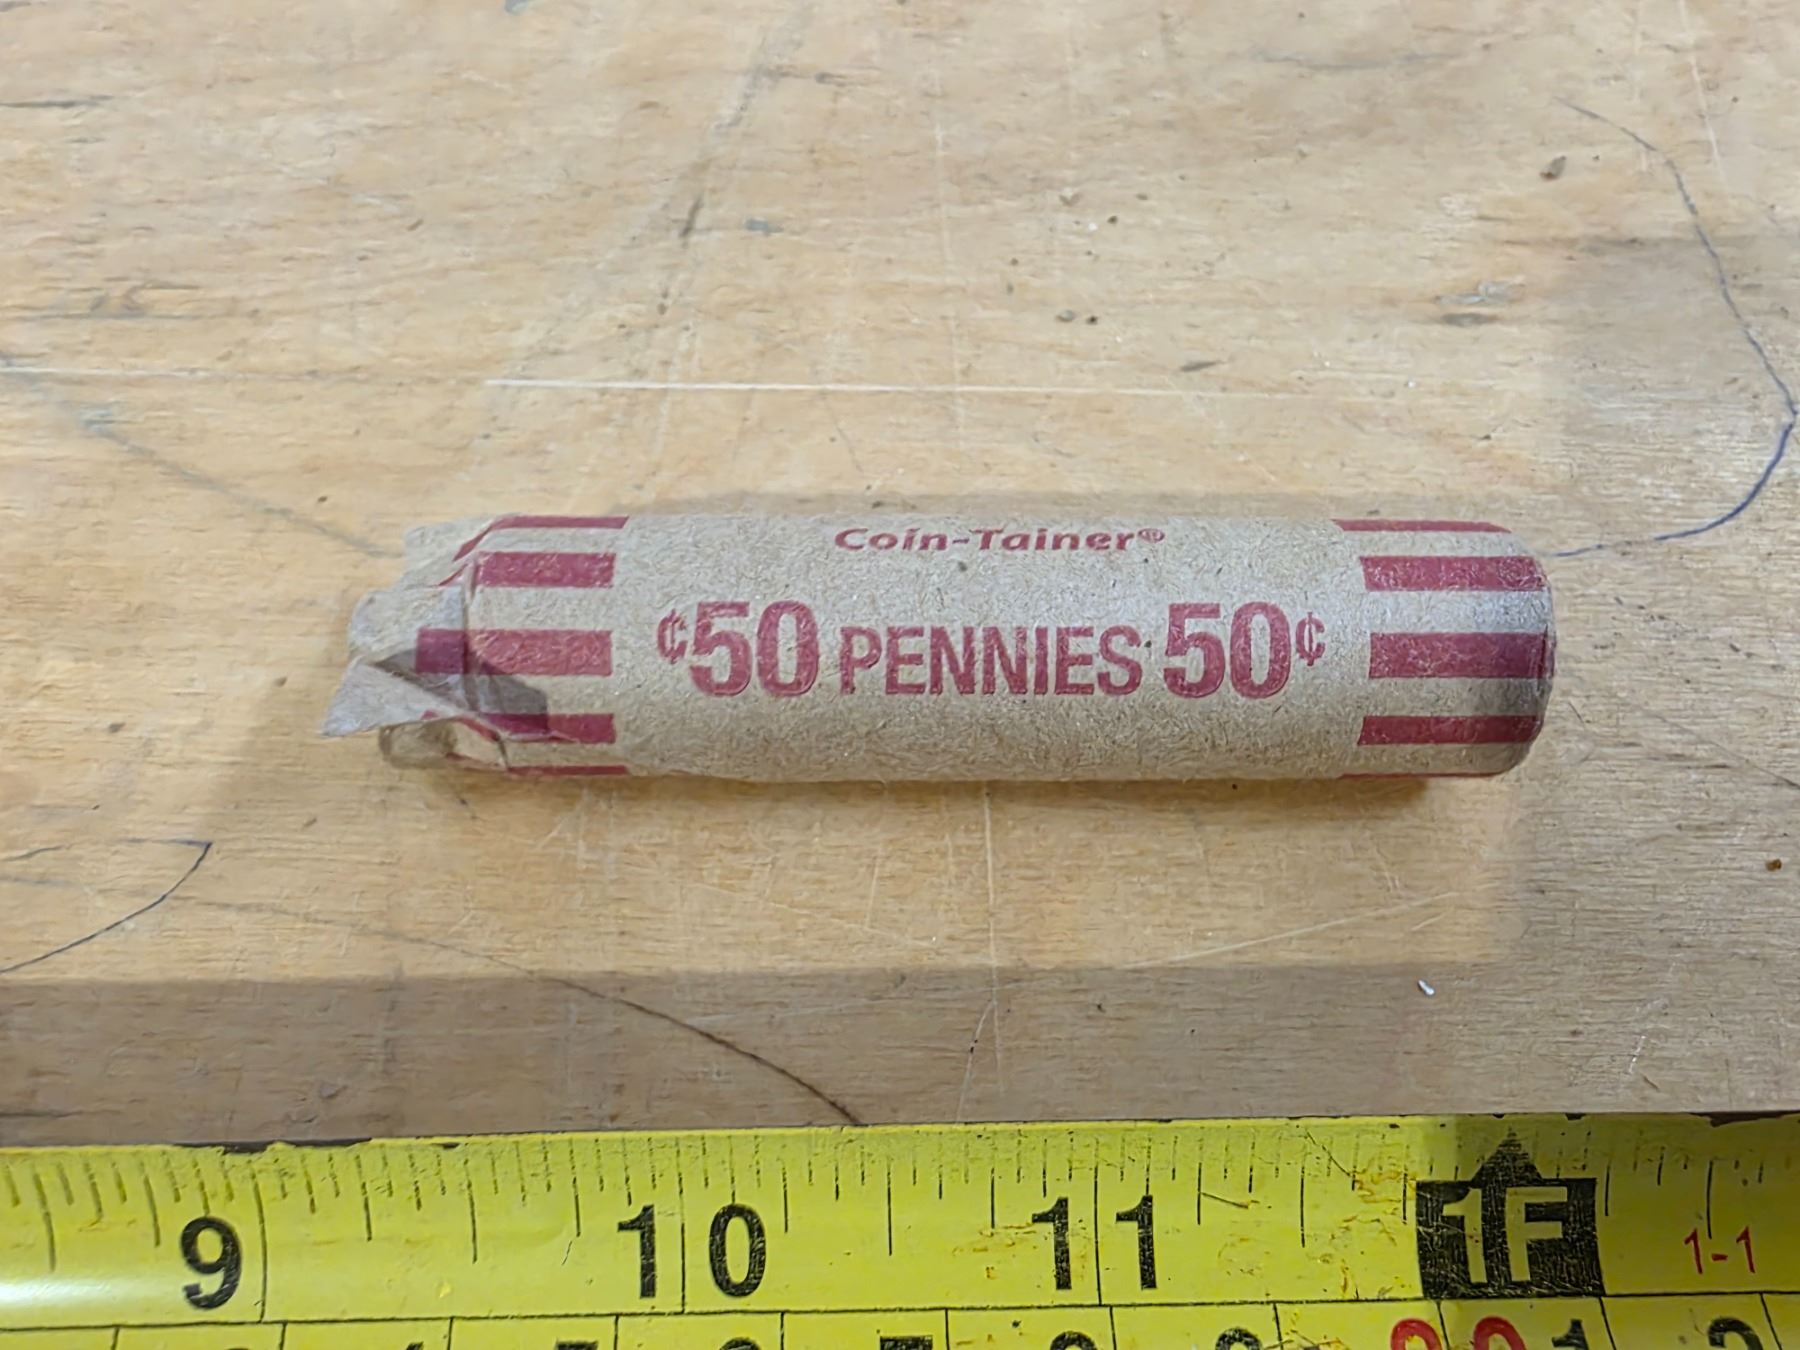 Coin-Tainer®
¢50 PENNIES 50¢
9 10 11 1F 1-1